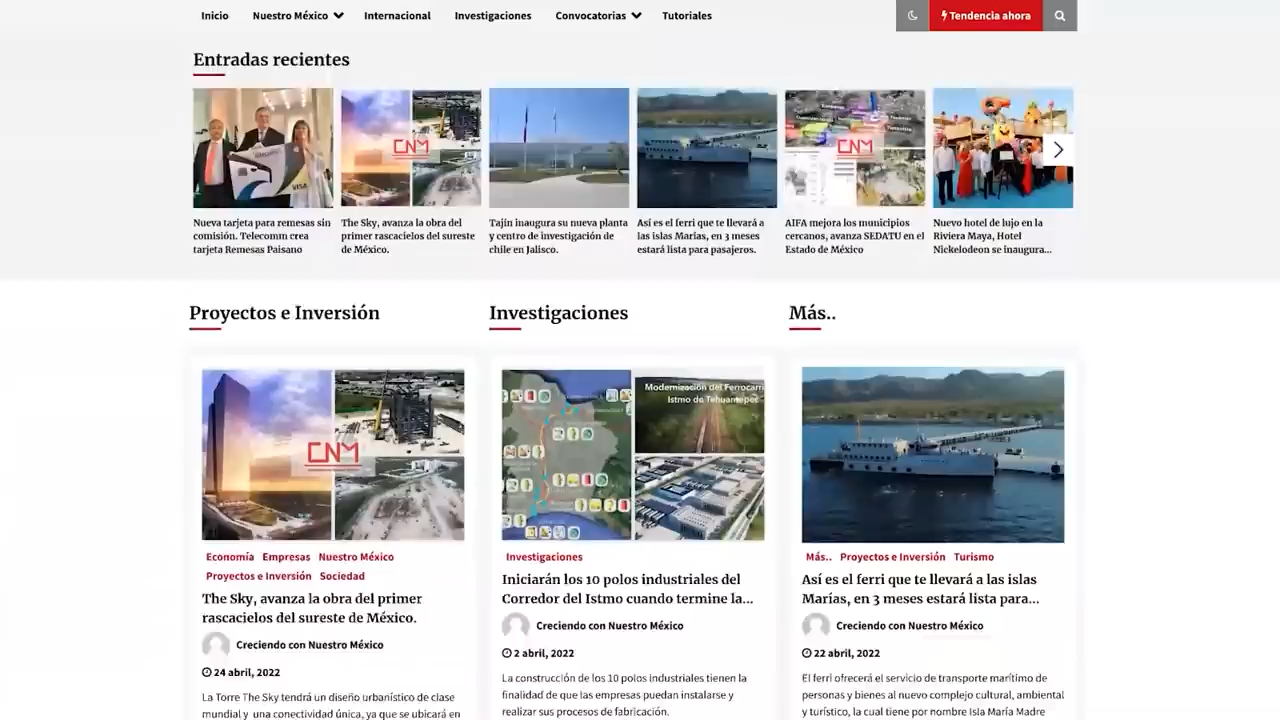 Inicio Nuestro México Internacional Investigaciones Convocatorias Tutoriales Tendencia ahora
Entradas recientes
VISA
CNM
CNM
Nueva tarjeta para remesas sin
comisión. Telecomm crea
tarjeta Remesas Paisano
The Sky, avanza la obra del
primer rascacielos del sureste
de México.
Tajín inaugura su nueva planta
y centro de investigación de
chile en Jalisco.
Así es el ferri que te llevará a
las islas Marías, en 3 meses
estará lista para pasajeros.
AIFA mejora los municipios
cercanos, avanza SEDATU en el
Estado de México
Nuevo hotel de lujo en la
Riviera Maya, Hotel
Nickelodeon se inaugura...
Proyectos e Inversión
CNM
Economía Empresas Nuestro México
Proyectos e Inversión Sociedad
The Sky, avanza la obra del primer
rascacielos del sureste de México.
Creciendo con Nuestro México
24 abril, 2022
La Torre The Sky tendrá un diseño urbanístico de clase
mundial y una conectividad única, ya que se ubicará en
Investigaciones
Modernización del Ferrocarri
Istmo de Tehuantepec
Investigaciones
Iniciarán los 10 polos industriales del
Corredor del Istmo cuando termine la...
Creciendo con Nuestro México
2 abril, 2022
La construcción de los 10 polos industriales tienen la
finalidad de que las empresas puedan instalarse y
realizar sus procesos de fabricación.
Más..
Más.. Proyectos e Inversión Turismo
Así es el ferri que te llevará a las islas
Marías, en 3 meses estará lista para...
Creciendo con Nuestro México
22 abril, 2022
El ferri ofrecerá el servicio de transporte marítimo de
personas y bienes al nuevo complejo cultural, ambiental
y turístico, la cual tiene por nombre Isla María Madre